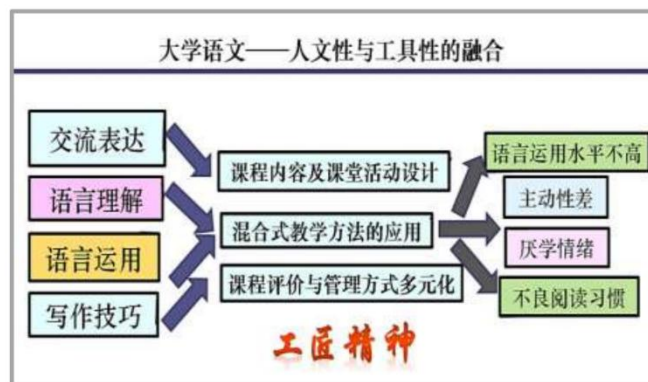 大学语文——人文性与工具性的融合
交流表达
语言理解
语言运用
写作技巧
课程内容及课堂活动设计
混合式教学方法的应用
课程评价与管理方式多元化
语言运用水平不高
主动性差
厌学情绪
不良阅读习惯
工匠精神